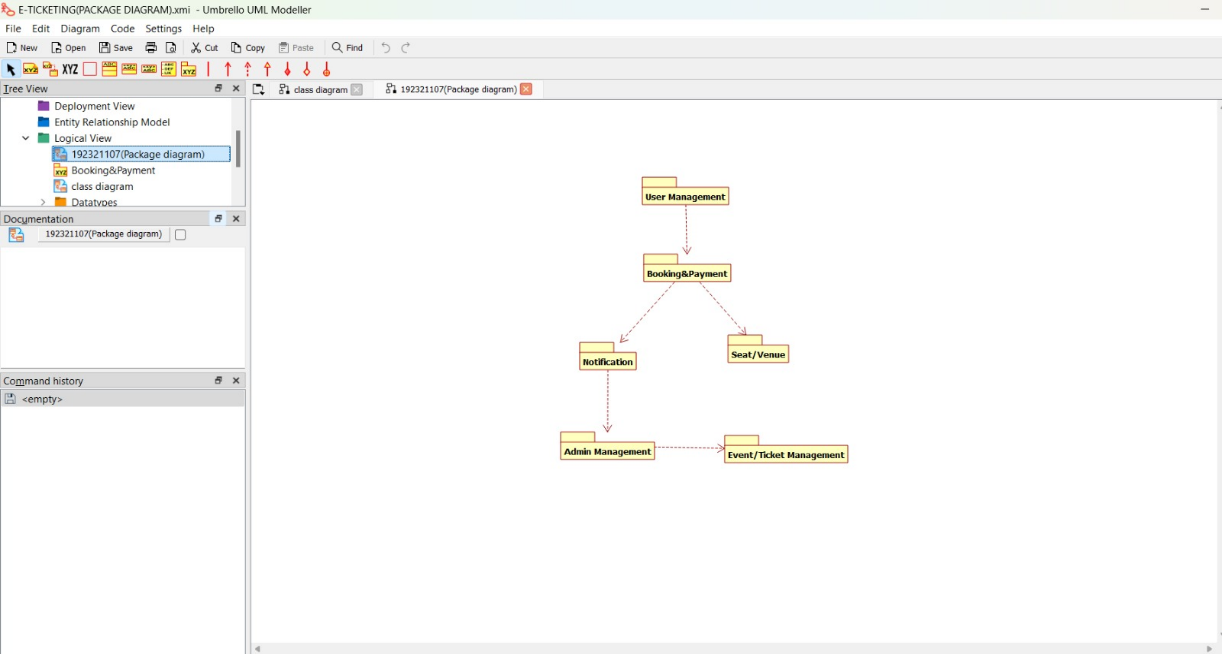 E-TICKETING(PACKAGE DIAGRAM).xmi - Umbrello UML Modeller
File Edit Diagram Code Settings Help
New Open Save Cut Copy Paste Find
XYZ
Tree View
class diagram
192321107(Package diagram)
Deployment View
Entity Relationship Model
Logical View
192321107(Package diagram)
Booking&Payment
class diagram
Datatypes
Documentation
192321107(Package diagram)
Command history
<empty>
User Management
Booking&Payment
Notification
Seat/Venue
Admin Management
Event/Ticket Management